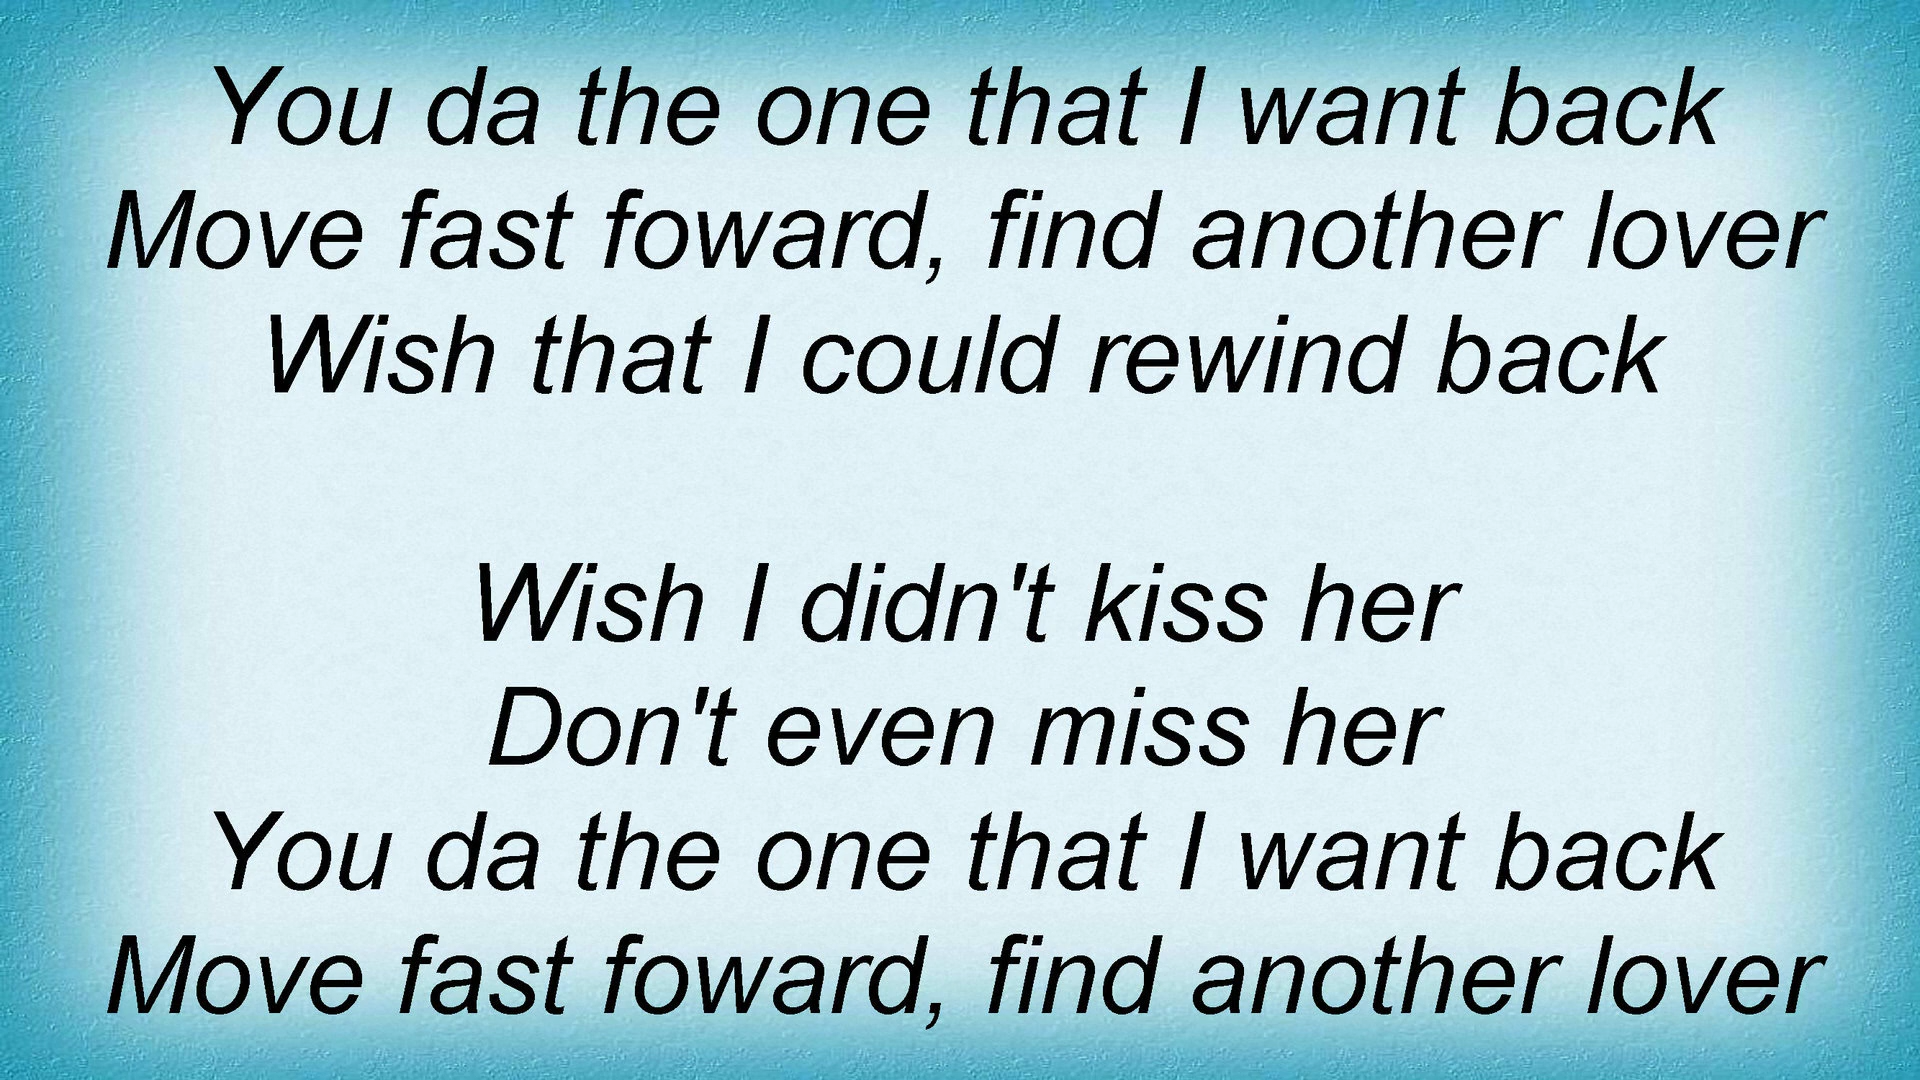 You da the one that I want back
Move fast foward, find another lover
Wish that I could rewind back
Wish I didn't kiss her
Don't even miss her
You da the one that I want back
Move fast foward, find another lover